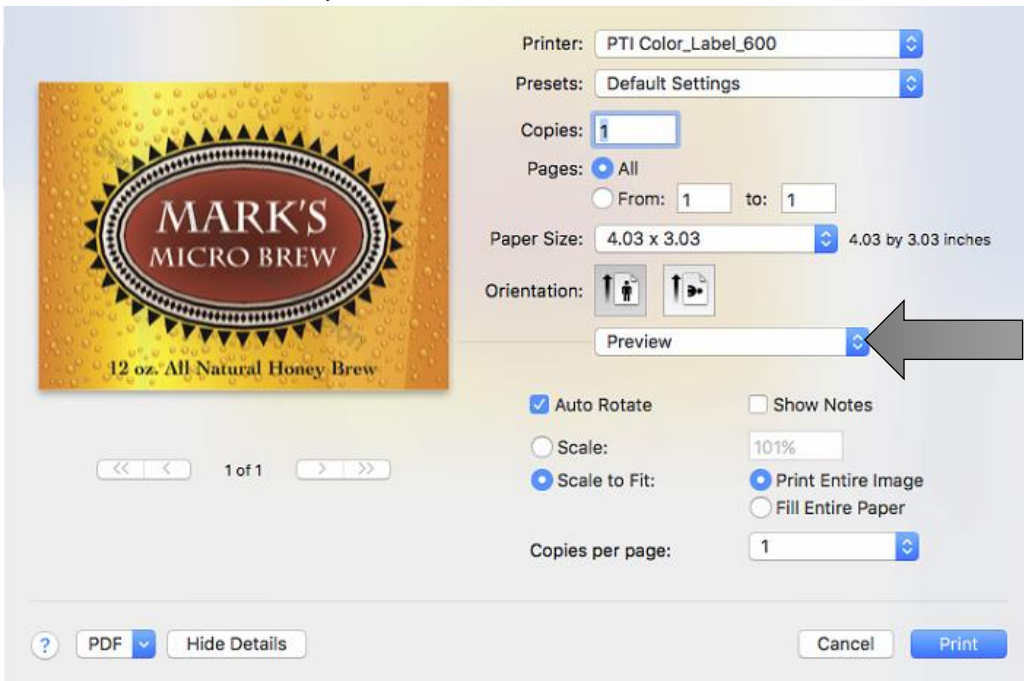 Printer: PTI Color_Label_600
Presets: Default Settings
Copies: 1
Pages: All
From: 1 to: 1
Paper Size: 4.03 x 3.03 4.03 by 3.03 inches
Orientation:
Preview
MARK'S
MICRO BREW
12 oz. All Natural Honey Brew
Auto Rotate Show Notes
Scale: 101%
Scale to Fit: Print Entire Image
Fill Entire Paper
1 of 1
Copies per page: 1
? PDF Hide Details Cancel Print